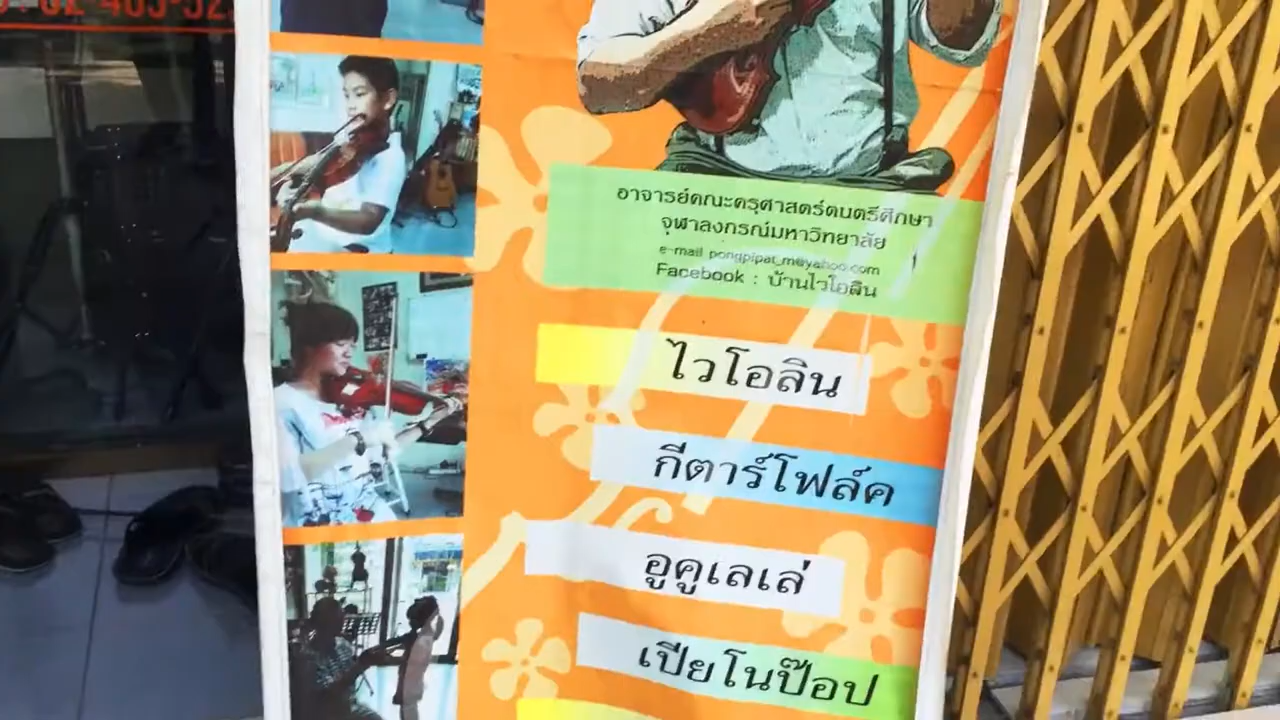 อาจารย์คณะครุศาสตร์ดนตรีศึกษา
จุฬาลงกรณ์มหาวิทยาลัย
e-mail pongpipat_m@yahoo.com
Facebook : บ้านไวโอลิน
ไวโอลิน
กีตาร์โฟล์ค
อูคูเลเล่
เปียโนป๊อป